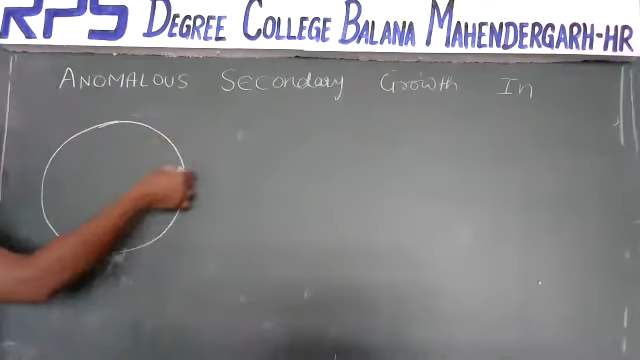 RPS DEGREE COLLEGE BALANA MAHENDERGARH-HR
ANOMALOUS Secondary Growth In